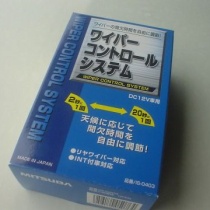 ワイパーの間欠時間を自由に調整!
ワイパー
コントロール
システム
WIPER CONTROL SYSTEM
DC12V専用
2秒に1回
20秒に1回
天候に応じて
間欠時間を
自由に調節!
●リヤワイパー対応
●INT付車対応
MITSUBA
WIPER CONTROL SYSTEM
MADE IN JAPAN